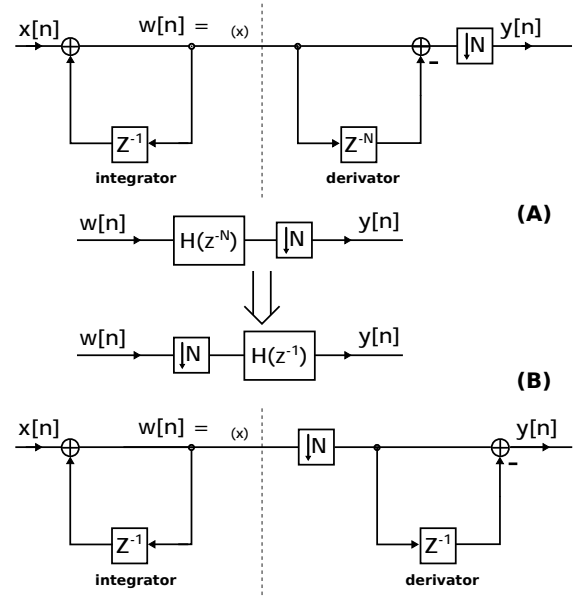 x[n] w[n] = (x) ↓N y[n]
Z⁻¹ Z⁻ᴺ
integrator derivator
(A)
w[n] H(z⁻ᴺ) ↓N y[n]
w[n] ↓N H(z⁻¹) y[n]
(B)
x[n] w[n] = (x) ↓N y[n]
Z⁻¹ Z⁻¹
integrator derivator